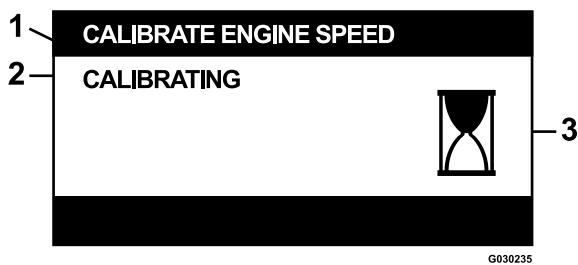 1
CALIBRATE ENGINE SPEED
2
CALIBRATING
3
G030235